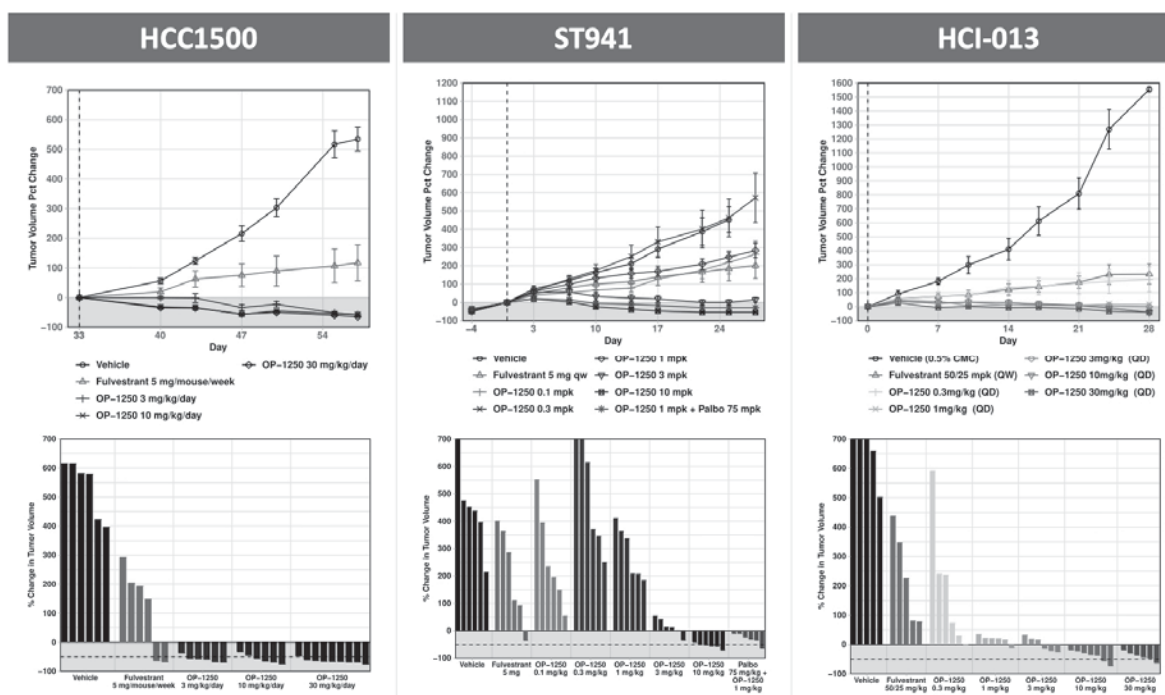 HCC1500
ST941
HCI-013
Tumor Volume Pct Change
700
600
500
400
300
200
100
0
−100
33
40
47
54
Day
Vehicle
Fulvestrant 5 mg/mouse/week
OP−1250 3 mg/kg/day
OP−1250 10 mg/kg/day
OP−1250 30 mg/kg/day
Tumor Volume Pct Change
1200
1100
1000
900
800
700
600
500
400
300
200
100
0
−100
−4
3
10
17
24
Day
Vehicle
Fulvestrant 5 mg qw
OP−1250 0.1 mpk
OP−1250 0.3 mpk
OP−1250 1 mpk
OP−1250 3 mpk
OP−1250 10 mpk
OP−1250 1 mpk + Palbo 75 mpk
Tumor Volume Pct Change
1600
1500
1400
1300
1200
1100
1000
900
800
700
600
500
400
300
200
100
0
−100
0
7
14
21
28
Day
Vehicle (0.5% CMC)
Fulvestrant 50/25 mpk (QW)
OP−1250 0.3mg/kg (QD)
OP−1250 1mg/kg (QD)
OP−1250 3mg/kg (QD)
OP−1250 10mg/kg (QD)
OP−1250 30mg/kg (QD)
% Change in Tumor Volume
700
600
500
400
300
200
100
0
−100
Vehicle
Fulvestrant
5 mg/mouse/week
OP−1250
3 mg/kg/day
OP−1250
10 mg/kg/day
OP−1250
30 mg/kg/day
% Change in Tumor Volume
700
600
500
400
300
200
100
0
−100
Vehicle
Fulvestrant
5 mg
OP−1250
0.1 mg/kg
OP−1250
0.3 mg/kg
OP−1250
1 mg/kg
OP−1250
3 mg/kg
OP−1250
10 mg/kg
Palbo
75 mg/kg +
OP−1250
1 mg/kg
% Change in Tumor Volume
700
600
500
400
300
200
100
0
−100
Vehicle
Fulvestrant
50/25 mg/kg
OP−1250
0.3 mg/kg
OP−1250
1 mg/kg
OP−1250
3 mg/kg
OP−1250
10 mg/kg
OP−1250
30 mg/kg